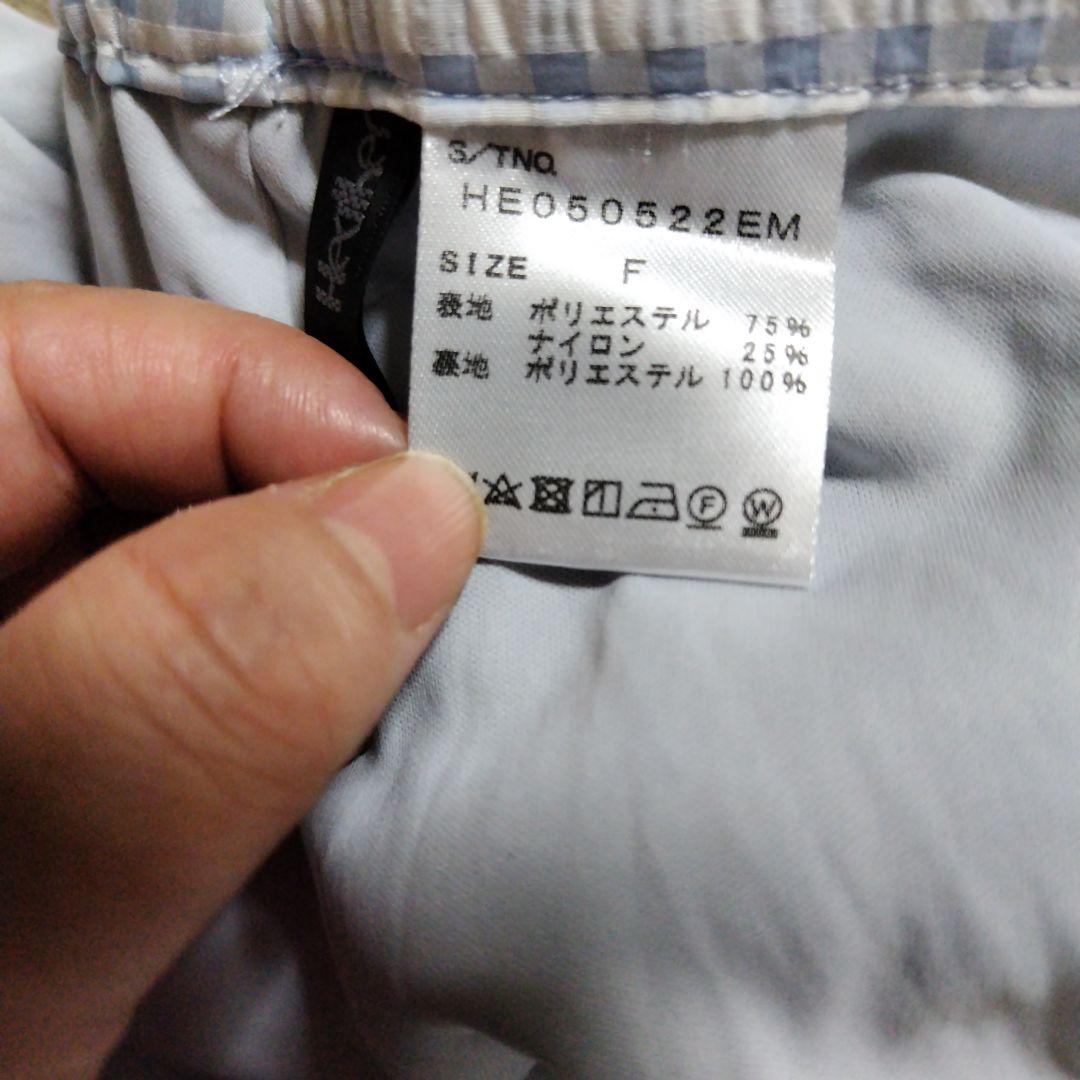 S/TNO.
HE050522EM
SIZE F
表地 ポリエステル 75%
ナイロン 25%
裏地 ポリエステル 100%
F
W